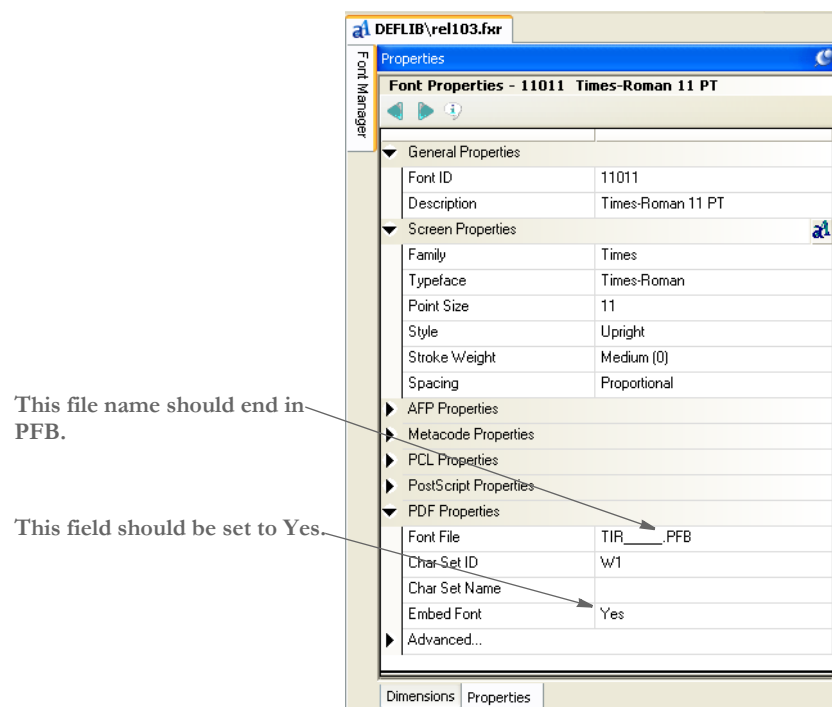 a1 DEFLIB\rel103.fxr
Font Manager
Properties
Font Properties - 11011 Times-Roman 11 PT
General Properties
Font ID 11011
Description Times-Roman 11 PT
Screen Properties
Family Times
Typeface Times-Roman
Point Size 11
Style Upright
Stroke Weight Medium (0)
Spacing Proportional
This file name should end in
PFB.
AFP Properties
Metacode Properties
PCL Properties
PostScript Properties
PDF Properties
This field should be set to Yes.
Font File TIR_____.PFB
Char Set ID W1
Char Set Name
Embed Font Yes
Advanced...
Dimensions Properties